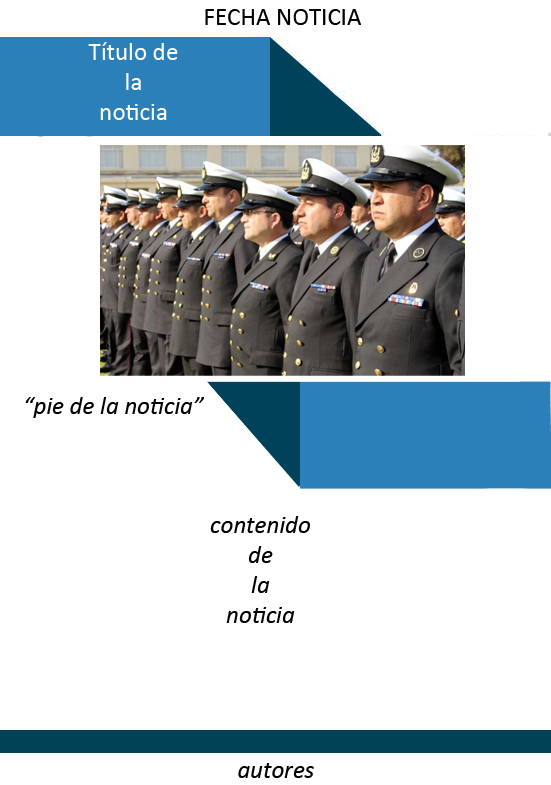 FECHA NOTICIA
Título de
la
noticia
“pie de la noticia”
contenido
de
la
noticia
autores